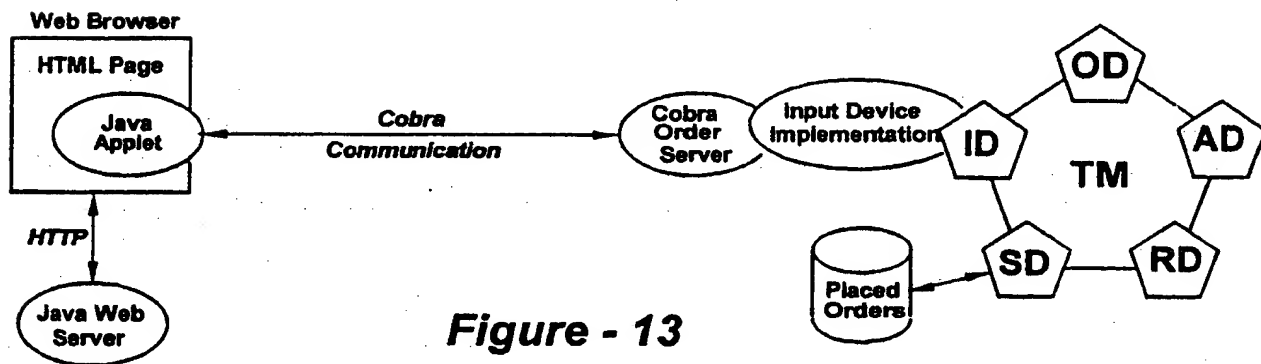 Web Browser
HTML Page
Java
Applet
Cobra
Communication
Cobra
Order
Server
Input Device
Implementation
ID
OD
AD
TM
SD
RD
HTTP
Placed
Orders
Java Web
Server
Figure - 13